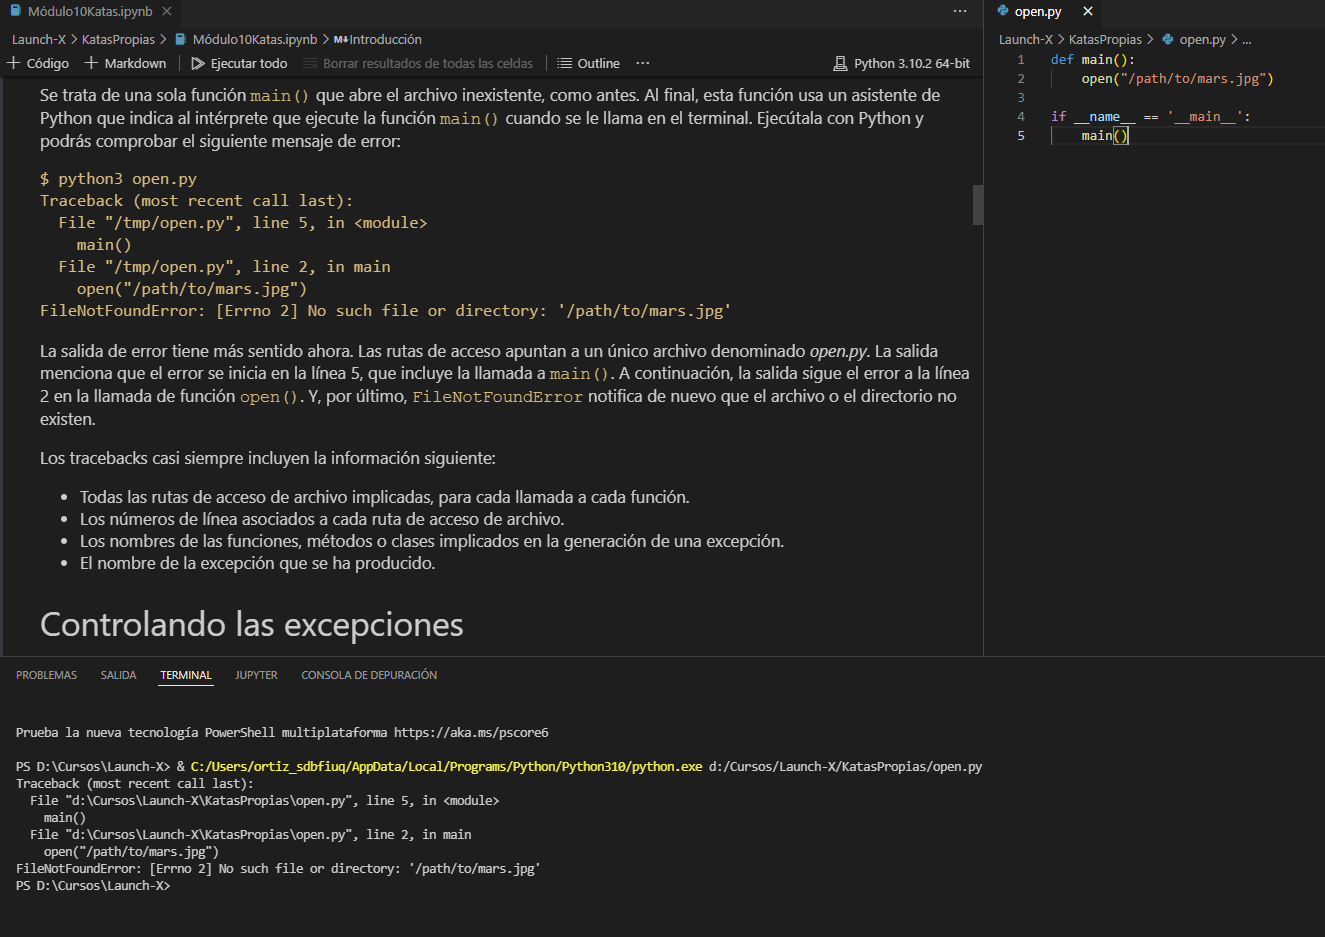 Módulo10Katas.ipynb
Launch-X > KatasPropias > Módulo10Katas.ipynb > M↓Introducción
+ Código + Markdown Ejecutar todo Borrar resultados de todas las celdas Outline ... Python 3.10.2 64-bit
Se trata de una sola función main() que abre el archivo inexistente, como antes. Al final, esta función usa un asistente de
Python que indica al intérprete que ejecute la función main() cuando se le llama en el terminal. Ejecútala con Python y
podrás comprobar el siguiente mensaje de error:
$ python3 open.py
Traceback (most recent call last):
  File "/tmp/open.py", line 5, in <module>
    main()
  File "/tmp/open.py", line 2, in main
    open("/path/to/mars.jpg")
FileNotFoundError: [Errno 2] No such file or directory: '/path/to/mars.jpg'
La salida de error tiene más sentido ahora. Las rutas de acceso apuntan a un único archivo denominado open.py. La salida
menciona que el error se inicia en la línea 5, que incluye la llamada a main(). A continuación, la salida sigue el error a la línea
2 en la llamada de función open(). Y, por último, FileNotFoundError notifica de nuevo que el archivo o el directorio no
existen.
Los tracebacks casi siempre incluyen la información siguiente:
• Todas las rutas de acceso de archivo implicadas, para cada llamada a cada función.
• Los números de línea asociados a cada ruta de acceso de archivo.
• Los nombres de las funciones, métodos o clases implicados en la generación de una excepción.
• El nombre de la excepción que se ha producido.
Controlando las excepciones
open.py
Launch-X > KatasPropias > open.py > ...
1 def main():
2     open("/path/to/mars.jpg")
3
4 if __name__ == '__main__':
5     main()
PROBLEMAS SALIDA TERMINAL JUPYTER CONSOLA DE DEPURACIÓN
Prueba la nueva tecnología PowerShell multiplataforma https://aka.ms/pscore6
PS D:\Cursos\Launch-X> & C:/Users/ortiz_sdbfiuq/AppData/Local/Programs/Python/Python310/python.exe d:/Cursos/Launch-X/KatasPropias/open.py
Traceback (most recent call last):
  File "d:\Cursos\Launch-X\KatasPropias\open.py", line 5, in <module>
    main()
  File "d:\Cursos\Launch-X\KatasPropias\open.py", line 2, in main
    open("/path/to/mars.jpg")
FileNotFoundError: [Errno 2] No such file or directory: '/path/to/mars.jpg'
PS D:\Cursos\Launch-X>